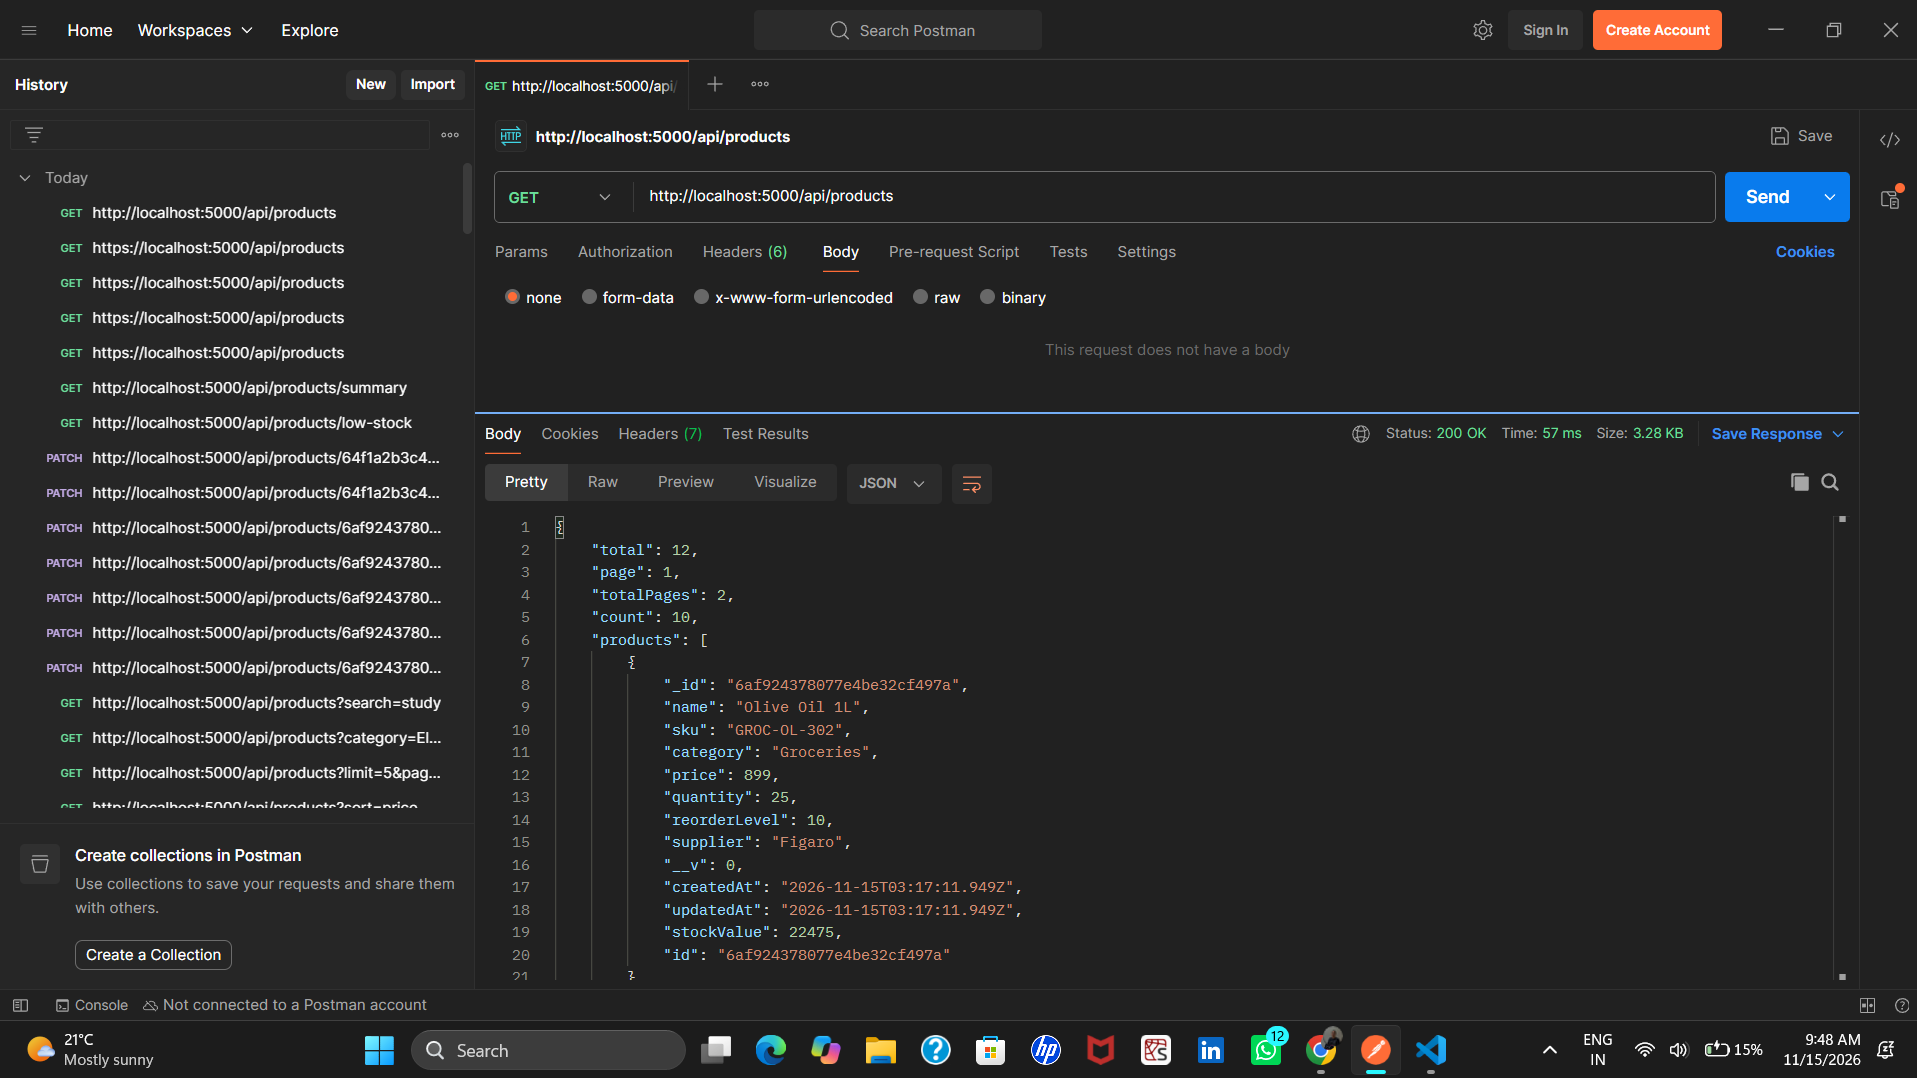 Home
Workspaces
Explore
Search Postman
Sign In
Create Account
History
New
Import
GET http://localhost:5000/api/
HTTP http://localhost:5000/api/products
Save
Today
GET http://localhost:5000/api/products
GET https://localhost:5000/api/products
GET https://localhost:5000/api/products
GET https://localhost:5000/api/products
GET https://localhost:5000/api/products
GET http://localhost:5000/api/products/summary
GET http://localhost:5000/api/products/low-stock
PATCH http://localhost:5000/api/products/64f1a2b3c4...
PATCH http://localhost:5000/api/products/64f1a2b3c4...
PATCH http://localhost:5000/api/products/6af9243780...
PATCH http://localhost:5000/api/products/6af9243780...
PATCH http://localhost:5000/api/products/6af9243780...
PATCH http://localhost:5000/api/products/6af9243780...
PATCH http://localhost:5000/api/products/6af9243780...
GET http://localhost:5000/api/products?search=study
GET http://localhost:5000/api/products?category=El...
GET http://localhost:5000/api/products?limit=5&pag...
GET http://localhost:5000/api/products?sort=price
Create collections in Postman
Use collections to save your requests and share them
with others.
Create a Collection
GET
http://localhost:5000/api/products
Send
Params
Authorization
Headers (6)
Body
Pre-request Script
Tests
Settings
Cookies
none
form-data
x-www-form-urlencoded
raw
binary
This request does not have a body
Body
Cookies
Headers (7)
Test Results
Status: 200 OK
Time: 57 ms
Size: 3.28 KB
Save Response
Pretty
Raw
Preview
Visualize
JSON
1 {
2 "total": 12,
3 "page": 1,
4 "totalPages": 2,
5 "count": 10,
6 "products": [
7 {
8 "_id": "6af924378077e4be32cf497a",
9 "name": "Olive Oil 1L",
10 "sku": "GROC-OL-302",
11 "category": "Groceries",
12 "price": 899,
13 "quantity": 25,
14 "reorderLevel": 10,
15 "supplier": "Figaro",
16 "__v": 0,
17 "createdAt": "2026-11-15T03:17:11.949Z",
18 "updatedAt": "2026-11-15T03:17:11.949Z",
19 "stockValue": 22475,
20 "id": "6af924378077e4be32cf497a"
21 }
Console
Not connected to a Postman account
21°C
Mostly sunny
Search
hp
in
12
ENG
IN
15%
9:48 AM
11/15/2026